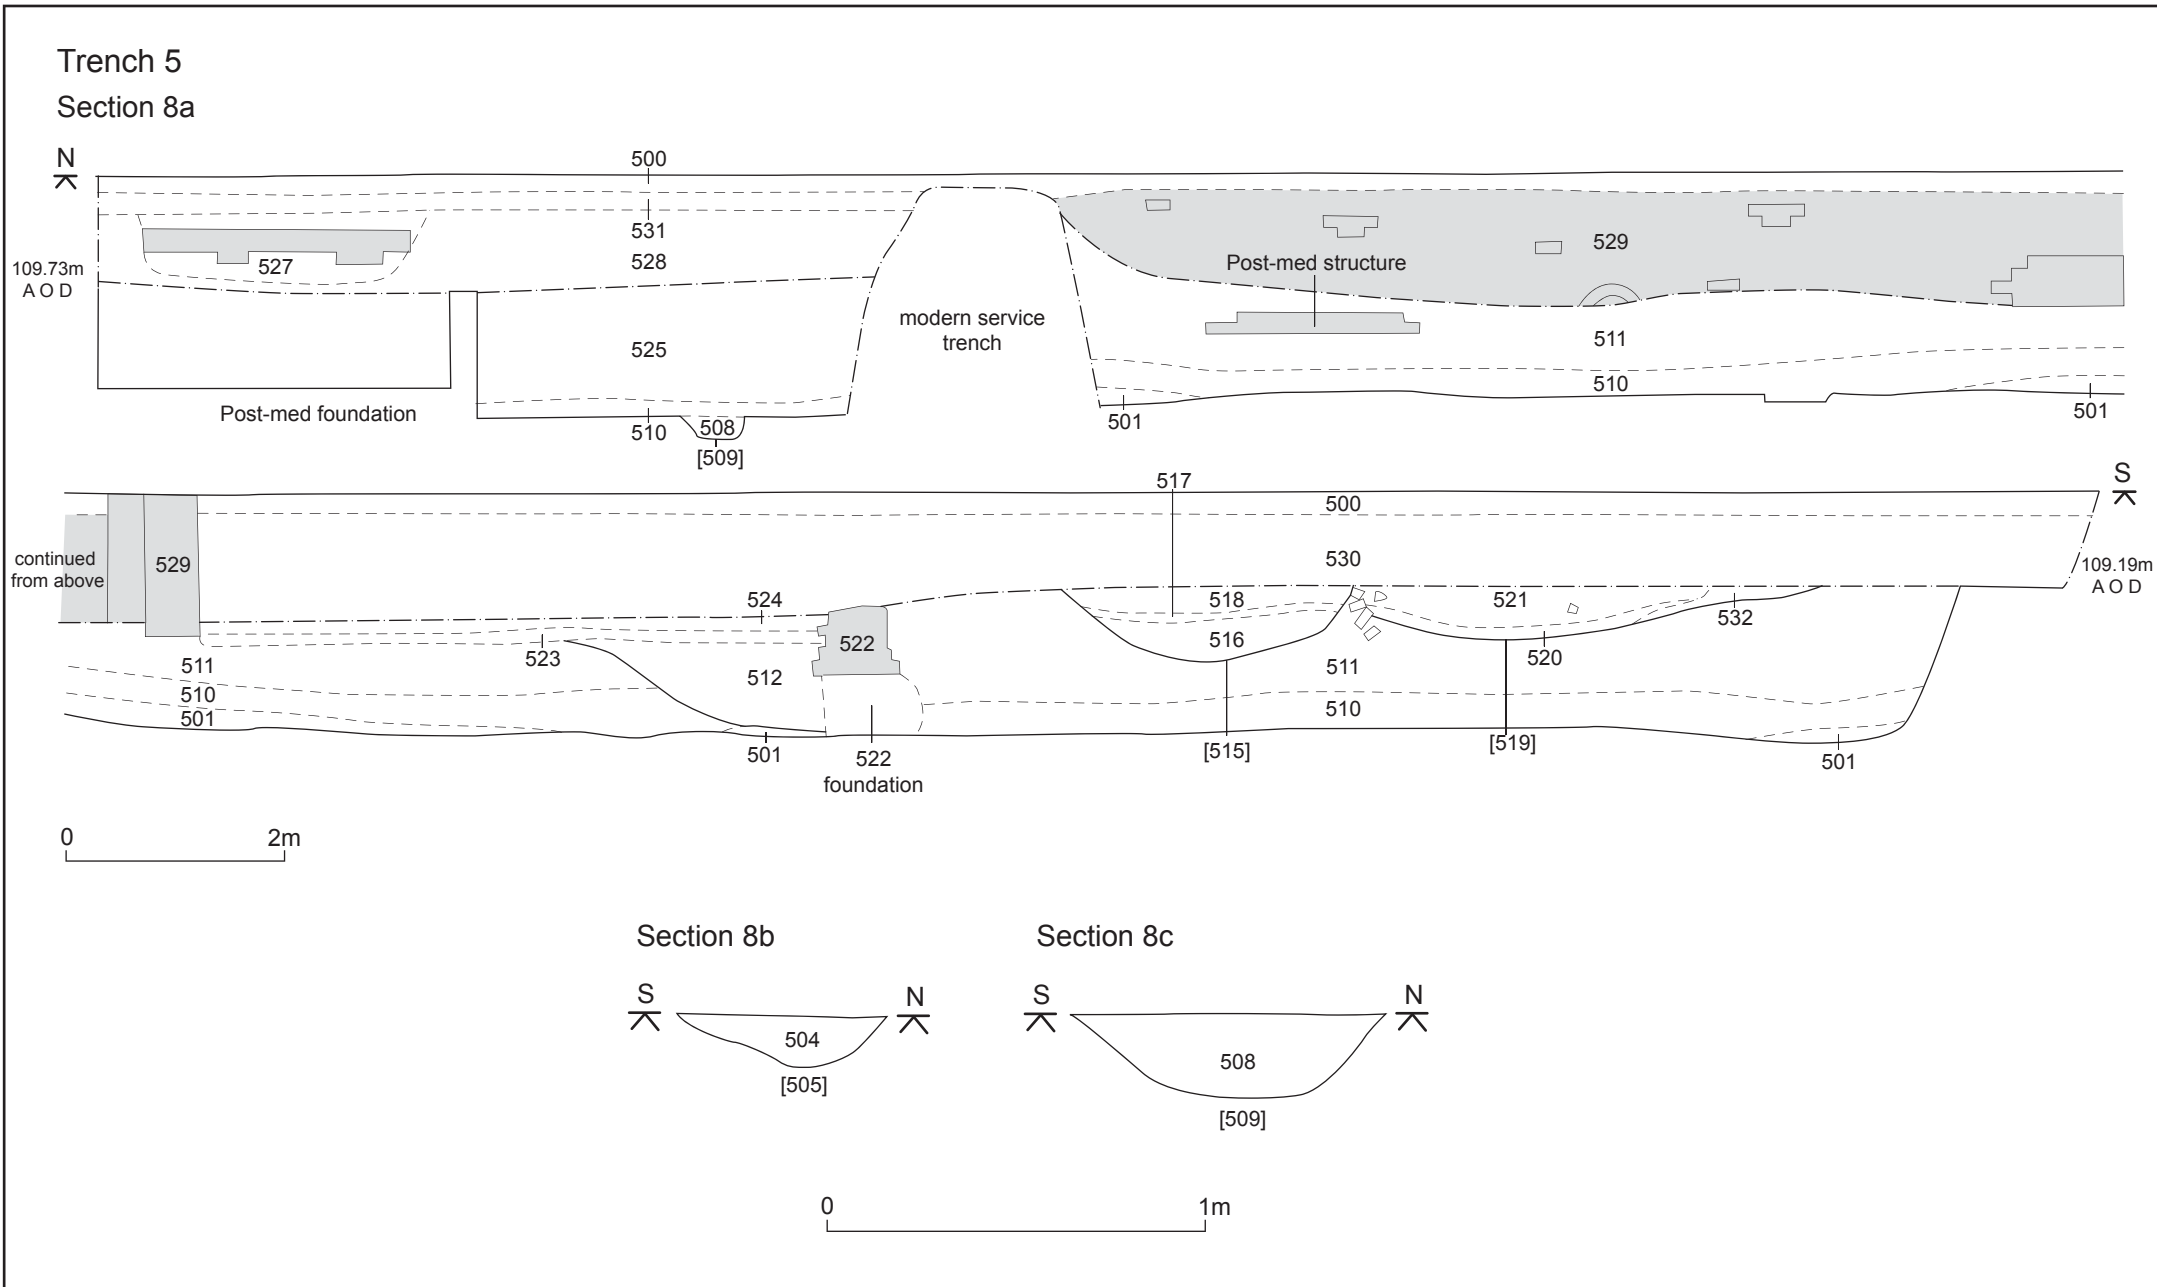 Trench 5
Section 8a
N
500
531
528
527
109.73m
A O D
529
Post-med structure
modern service
trench
511
525
510
Post-med foundation
510
508
[509]
501
501
S
517
500
530
continued
from above
529
109.19m
A O D
524
518
521
532
522
516
523
520
511
512
511
510
510
501
501
522
foundation
[515]
[519]
501
0 2m
Section 8b
Section 8c
S
N
S
N
504
508
[505]
[509]
0 1m